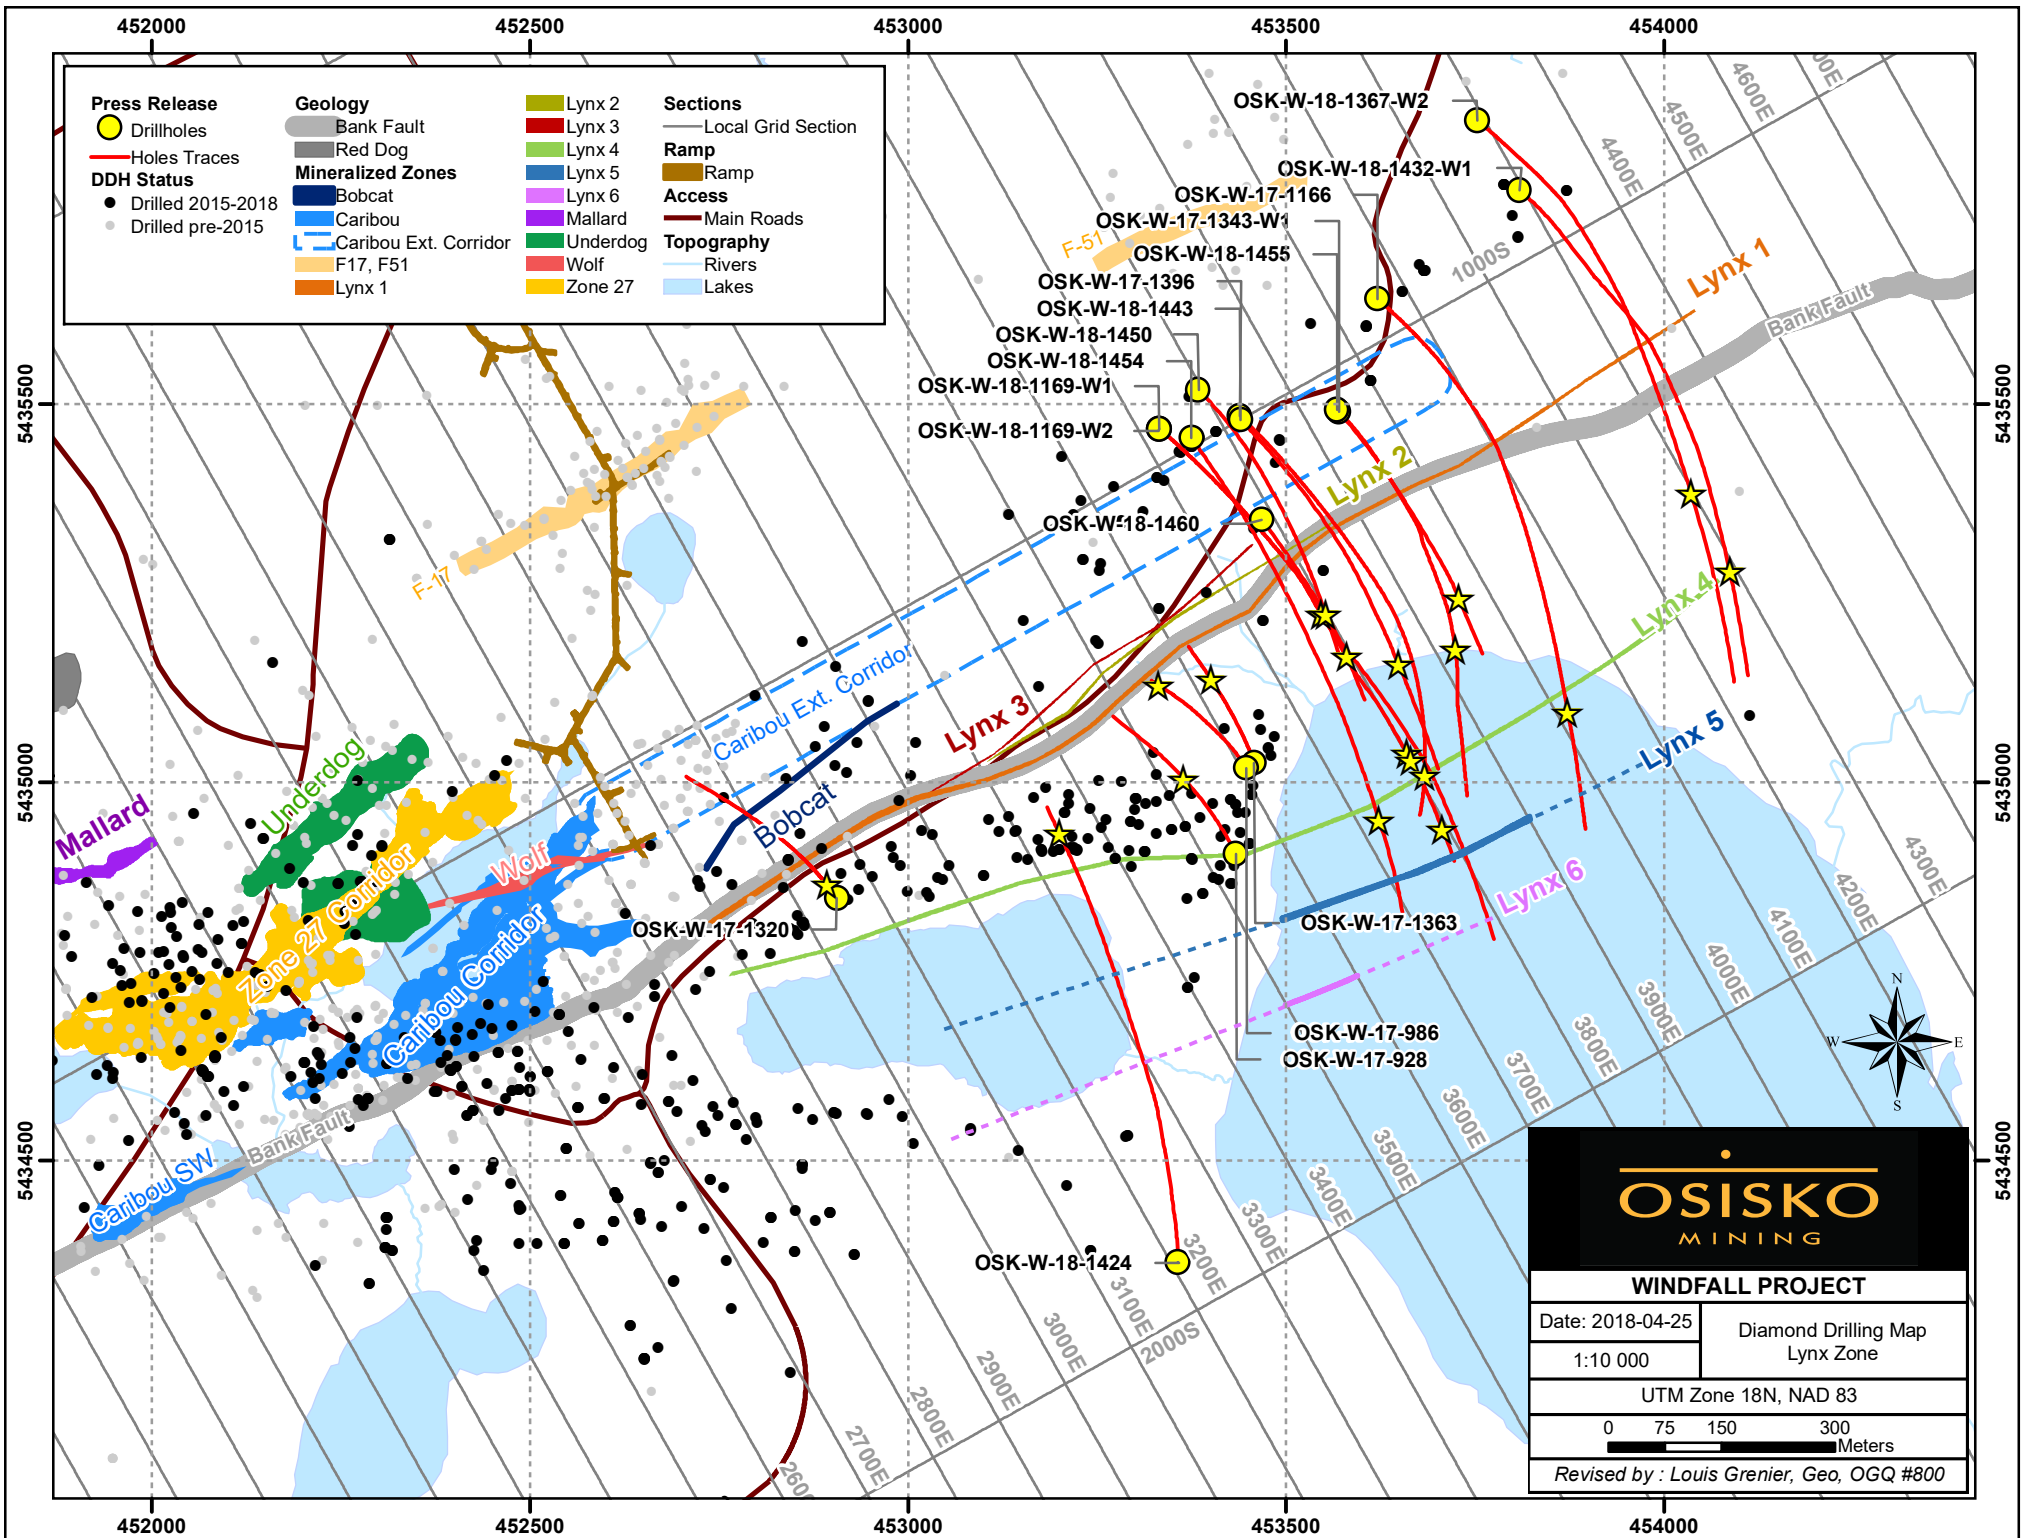 452000
452500
453000
453500
454000
Press Release
Drillholes
Holes Traces
DDH Status
Drilled 2015-2018
Drilled pre-2015
Geology
Bank Fault
Red Dog
Mineralized Zones
Bobcat
Caribou
Caribou Ext. Corridor
F17, F51
Lynx 1
Lynx 2
Lynx 3
Lynx 4
Lynx 5
Lynx 6
Mallard
Underdog
Wolf
Zone 27
Sections
Local Grid Section
Ramp
Ramp
Access
Main Roads
Topography
Rivers
Lakes
OSK-W-18-1367-W2
OSK-W-18-1432-W1
OSK-W-17-1166
OSK-W-17-1343-W1
OSK-W-18-1455
OSK-W-17-1396
OSK-W-18-1443
OSK-W-18-1450
OSK-W-18-1454
OSK-W-18-1169-W1
OSK-W-18-1169-W2
OSK-W-18-1460
OSK-W-17-1320
OSK-W-17-1363
OSK-W-17-986
OSK-W-17-928
OSK-W-18-1424
4600E
4500E
4400E
1000S
F-51
F-17
Lynx 1
Bank Fault
Lynx 2
Lynx 3
Lynx 4
Lynx 5
Lynx 6
Caribou Ext. Corridor
Bobcat
Wolf
Underdog
Mallard
Zone 27 Corridor
Caribou Corridor
Bank Fault
Caribou SW
4300E
4200E
4100E
4000E
3900E
3800E
3700E
3600E
3500E
3400E
3300E
3200E
3100E
3000E
2900E
2800E
2700E
2000S
N
W
E
S
5435500
5435500
5435000
5435000
5434500
5434500
OSISKO
MINING
WINDFALL PROJECT
Date: 2018-04-25
1:10 000
Diamond Drilling Map
Lynx Zone
UTM Zone 18N, NAD 83
0 75 150 300
Meters
Revised by : Louis Grenier, Geo, OGQ #800
452000
452500
453000
453500
454000